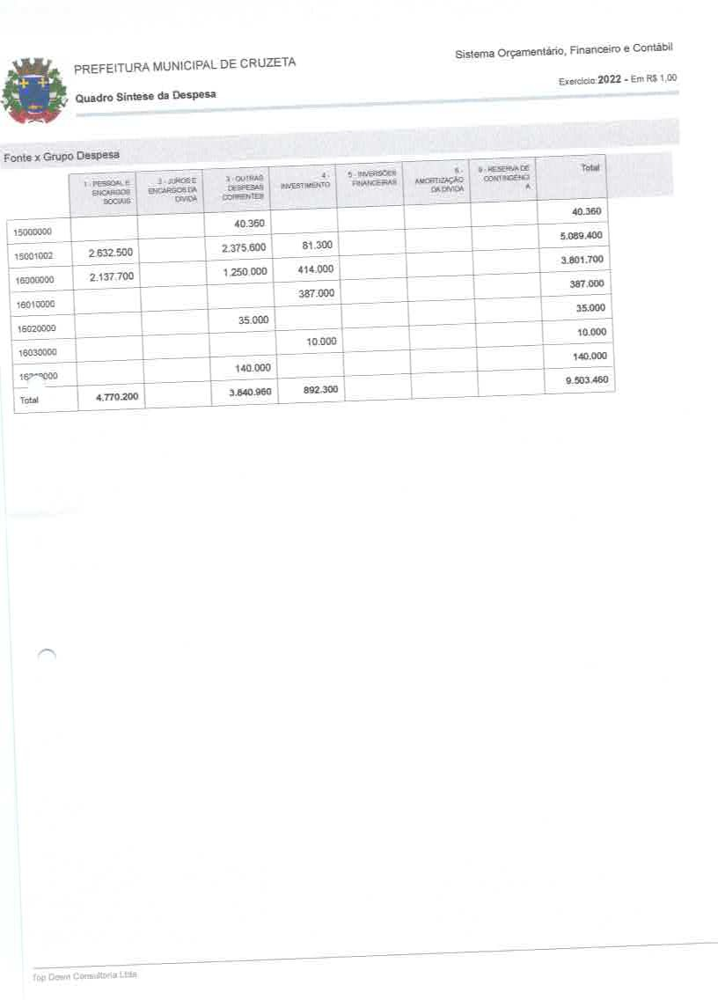 PREFEITURA MUNICIPAL DE CRUZETA
Sistema Orçamentário, Financeiro e Contábil
Quadro Síntese da Despesa
Exercício: 2022 - Em R$ 1,00
Fonte x Grupo Despesa
1 - PESSOAL E ENCARGOS SOCIAIS 2 - JUROS E ENCARGOS DA DIVIDA 3 - OUTRAS DESPESAS CORRENTES 4 - INVESTIMENTO 5 - INVERSÕES FINANCEIRAS 6 - AMORTIZAÇÃO DA DIVIDA 9 - RESERVA DE CONTINGÊNCIA Total
15000000 40.360 40.360
15001002 2.632.500 2.375.600 81.300 5.089.400
16000000 2.137.700 1.250.000 414.000 3.801.700
16010000 387.000 387.000
16020000 35.000 35.000
16030000 10.000 10.000
140.000 140.000
Total 4.770.200 3.840.960 892.300 9.503.460
Top Down Consultoria Ltda